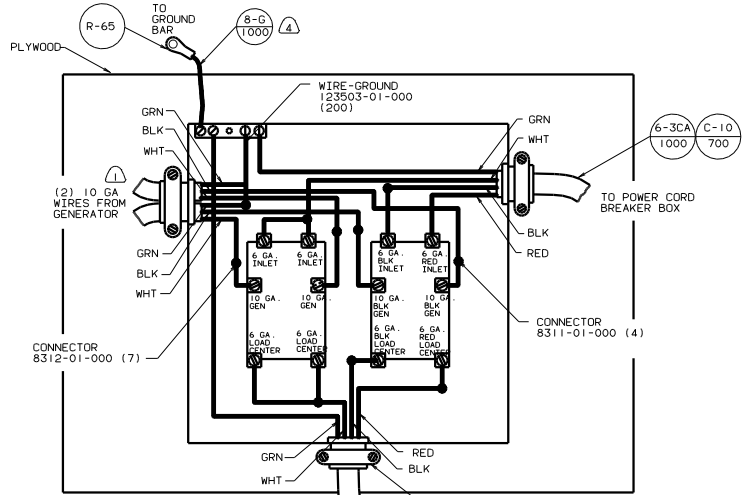 TO
GROUND
BAR
R-65
8-G
1000
4
PLYWOOD
WIRE-GROUND
123503-01-000
(200)
GRN
BLK
WHT
GRN
WHT
6-3CA
1000
C-10
700
1
(2) 10 GA
WIRES FROM
GENERATOR
TO POWER CORD
BREAKER BOX
BLK
RED
GRN
BLK
WHT
6 GA.
INLET
6 GA.
INLET
6 GA.
BLK
INLET
6 GA.
RED
INLET
10 GA.
GEN
10 GA.
GEN
10 GA.
BLK
GEN
10 GA.
BLK
GEN
CONNECTOR
8311-01-000 (4)
CONNECTOR
8312-01-000 (7)
6 GA.
LOAD
CENTER
6 GA.
LOAD
CENTER
6 GA.
BLK
LOAD
CENTER
6 GA.
RED
LOAD
CENTER
GRN
WHT
RED
BLK